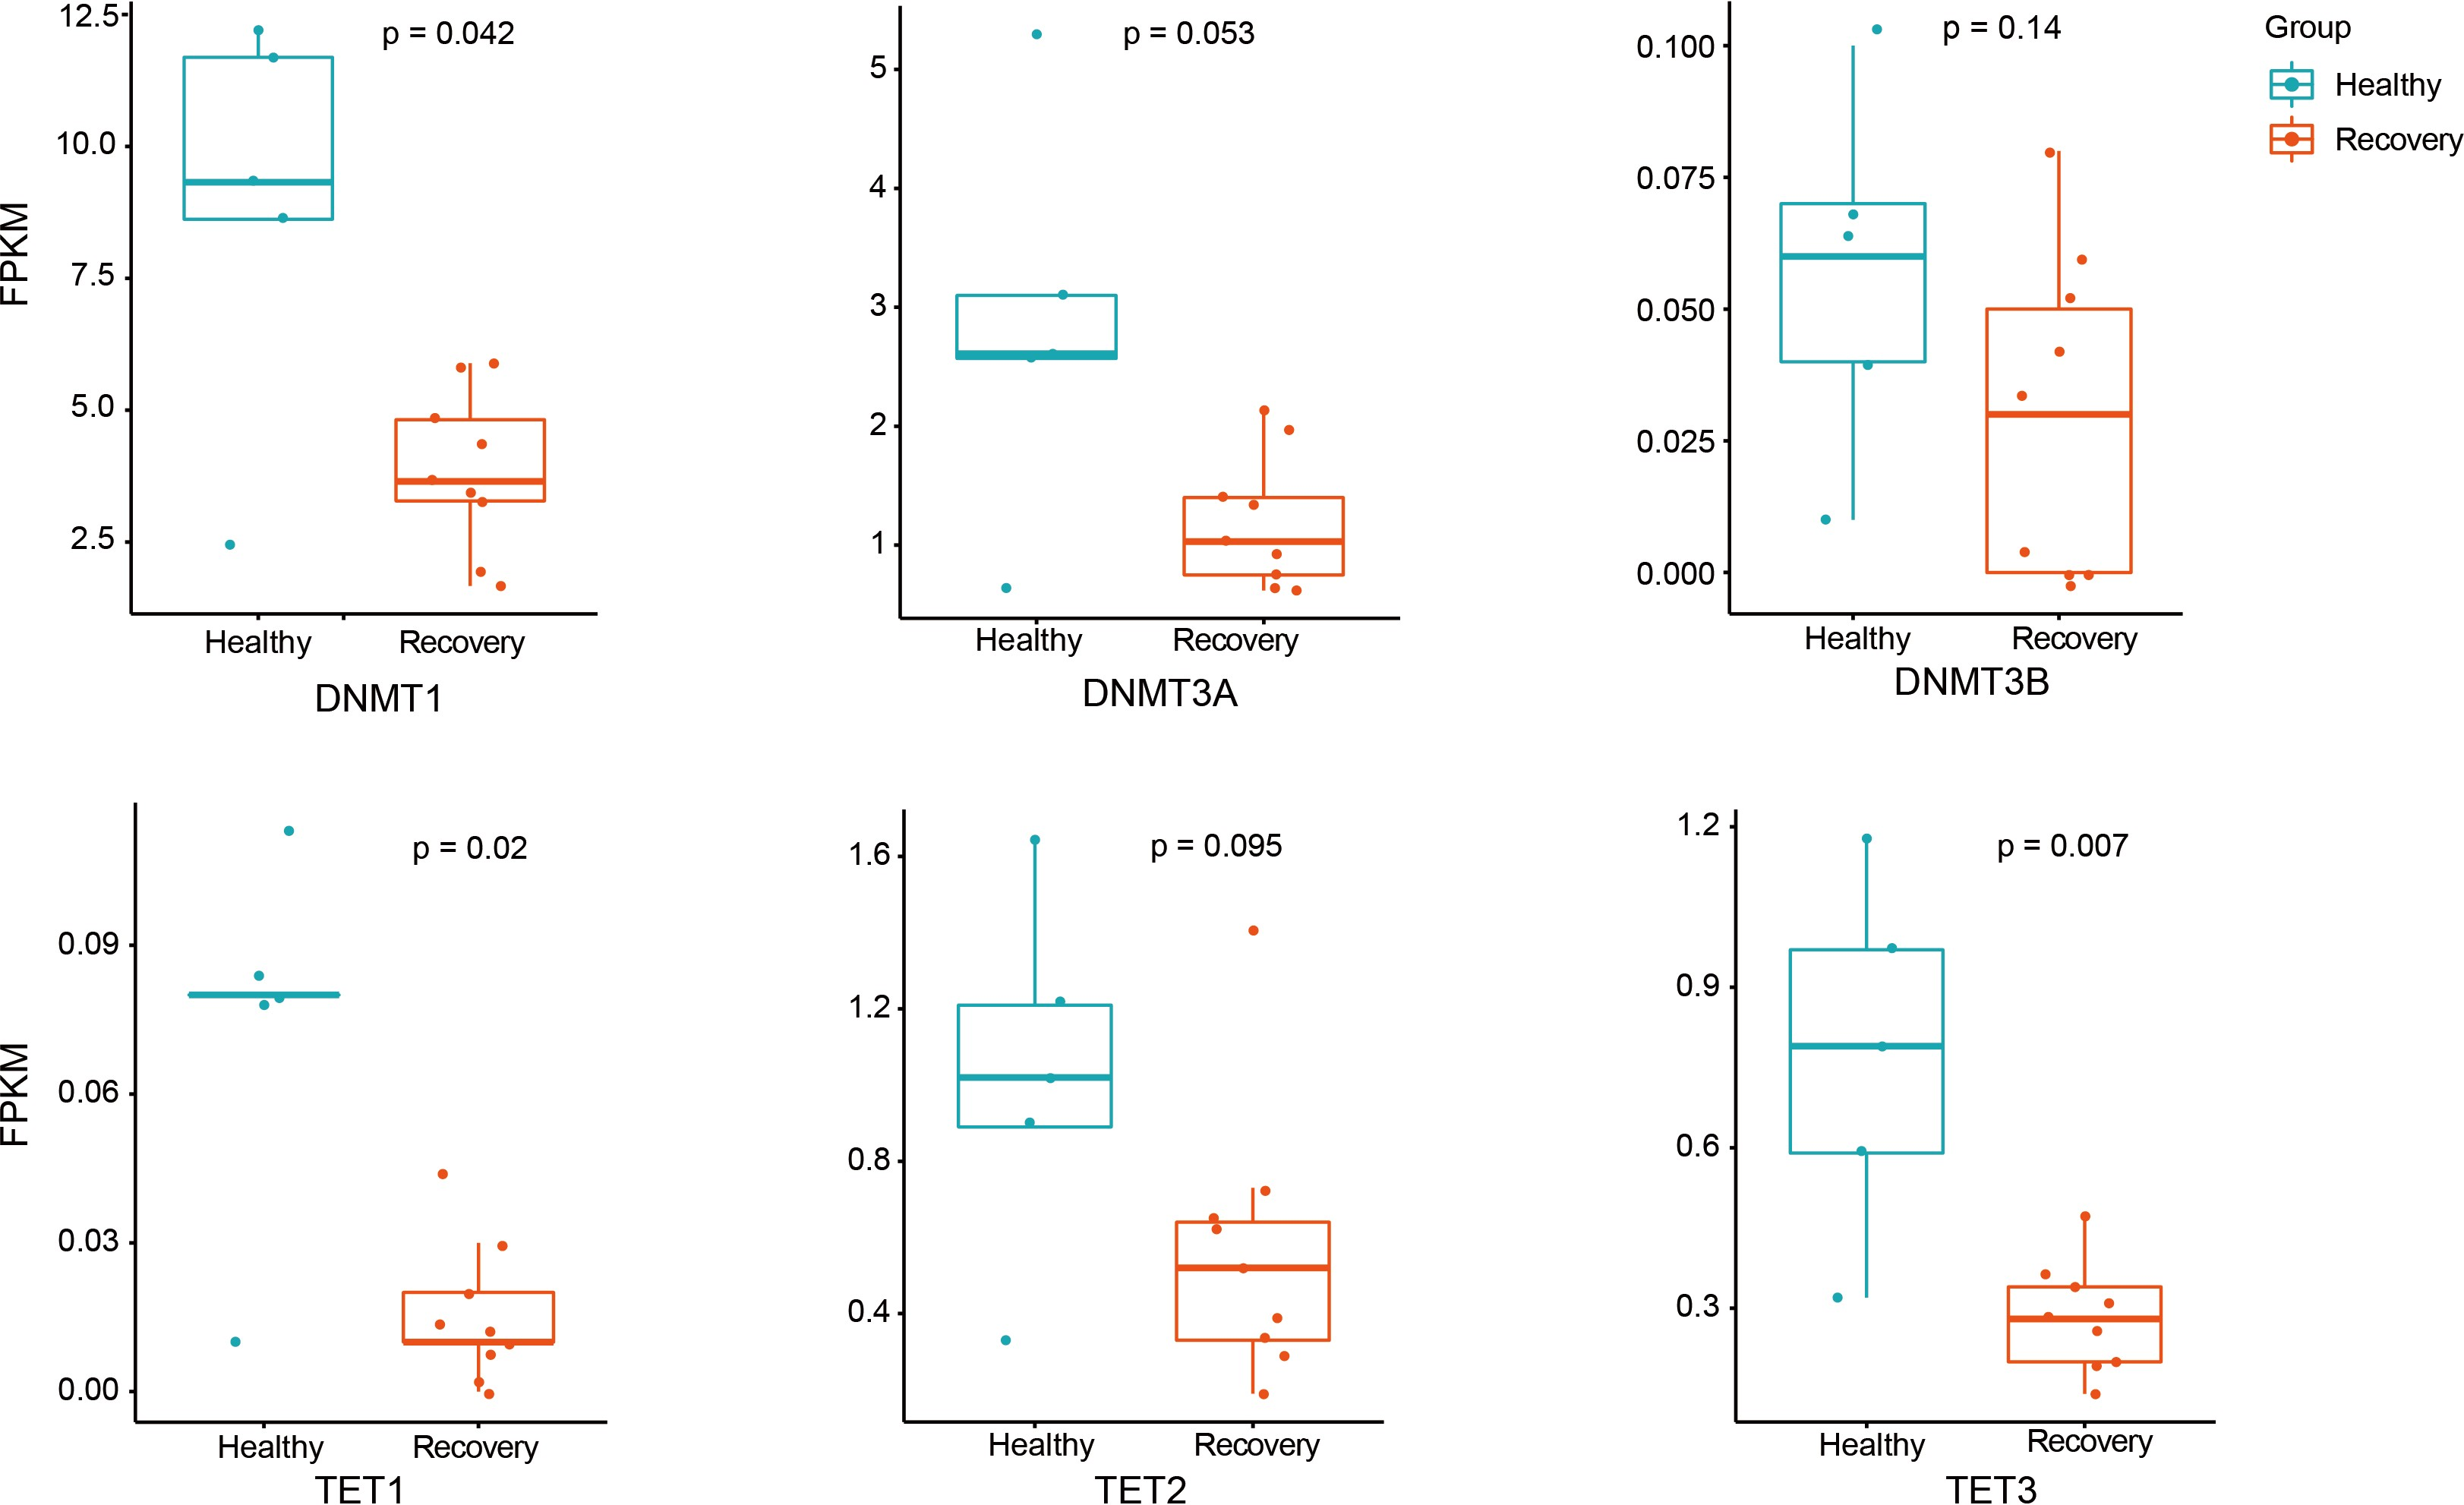 12.5
10.0
7.5
5.0
2.5
FPKM
p = 0.042
Healthy
Recovery
DNMT1
5
4
3
2
1
p = 0.053
Healthy
Recovery
DNMT3A
0.100
0.075
0.050
0.025
0.000
p = 0.14
Healthy
Recovery
DNMT3B
Group
Healthy
Recovery
0.09
0.06
0.03
0.00
FPKM
p = 0.02
Healthy
Recovery
TET1
1.6
1.2
0.8
0.4
p = 0.095
Healthy
Recovery
TET2
1.2
0.9
0.6
0.3
p = 0.007
Healthy
Recovery
TET3